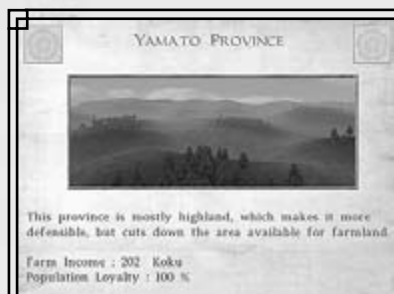 YAMATO PROVINCE
This province is mostly highland, which makes it more
defensible, but cuts down the area available for farmland
Farm Income : 202 Koku
Population Loyalty : 100 %